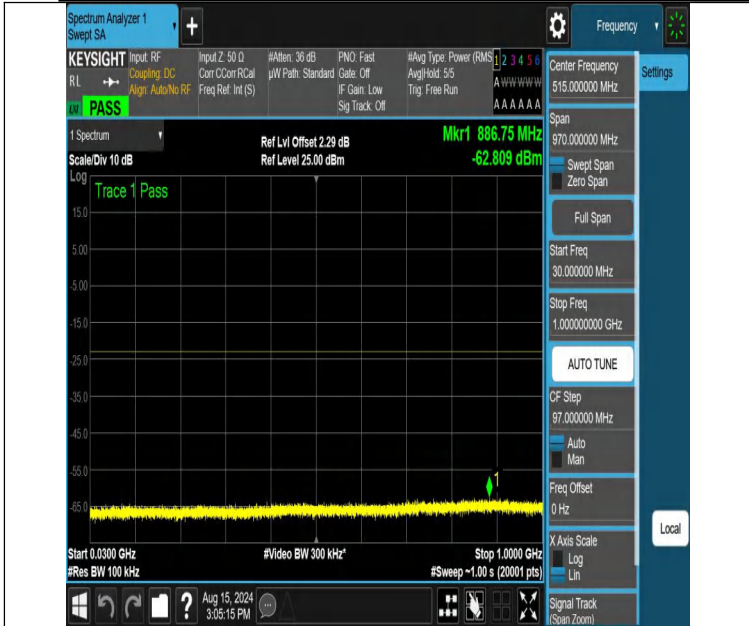 Spectrum Analyzer 1
Swept SA
+
Frequency
KEYSIGHT
RL
LXI
PASS
Input: RF
Coupling: DC
Align: Auto/No RF
Input Z: 50 Ω
Corr CCorr RCal
Freq Ref: Int (S)
#Atten: 36 dB
µW Path: Standard
PNO: Fast
Gate: Off
IF Gain: Low
Sig Track: Off
#Avg Type: Power (RMS
Avg|Hold: 5/5
Trig: Free Run
1 2 3 4 5 6
A W W W W W
A A A A A A
1 Spectrum
Scale/Div 10 dB
Ref Lvl Offset 2.29 dB
Ref Level 25.00 dBm
Mkr1 886.75 MHz
-62.809 dBm
Log
Trace 1 Pass
15.0
5.00
-5.00
-15.0
-25.0
-35.0
-45.0
-55.0
-65.0
1
Start 0.0300 GHz
#Res BW 100 kHz
#Video BW 300 kHz*
Stop 1.0000 GHz
#Sweep ~1.00 s (20001 pts)
Aug 15, 2024
3:05:15 PM
Center Frequency
515.000000 MHz
Span
970.000000 MHz
Swept Span
Zero Span
Full Span
Start Freq
30.000000 MHz
Stop Freq
1.000000000 GHz
AUTO TUNE
CF Step
97.000000 MHz
Auto
Man
Freq Offset
0 Hz
X Axis Scale
Log
Lin
Signal Track
(Span Zoom)
Settings
Local